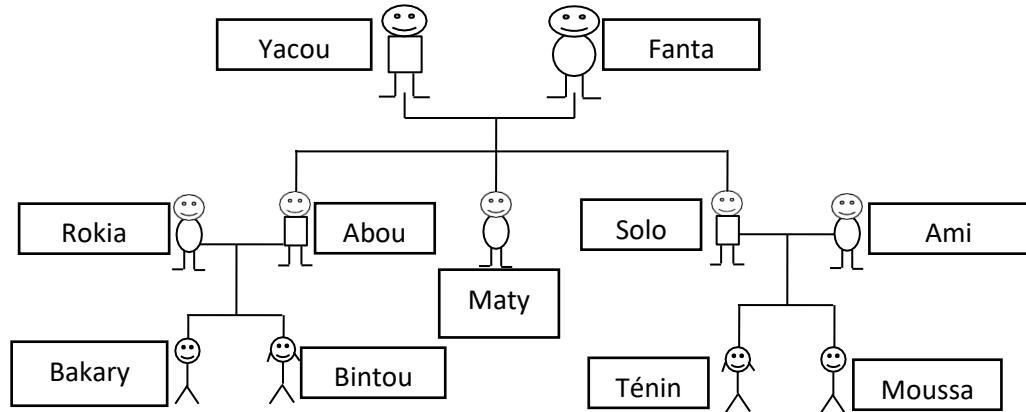 Yacou
Fanta
Rokia
Abou
Solo
Ami
Maty
Bakary
Bintou
Ténin
Moussa